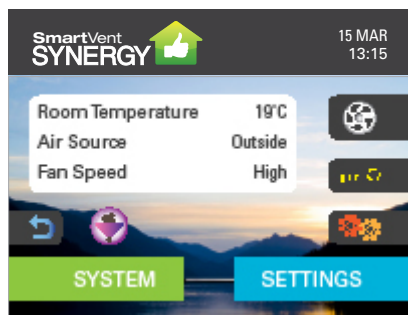 SmartVent
SYNERGY
15 MAR
13:15
Room Temperature 19°C
Air Source Outside
Fan Speed High
SYSTEM
SETTINGS